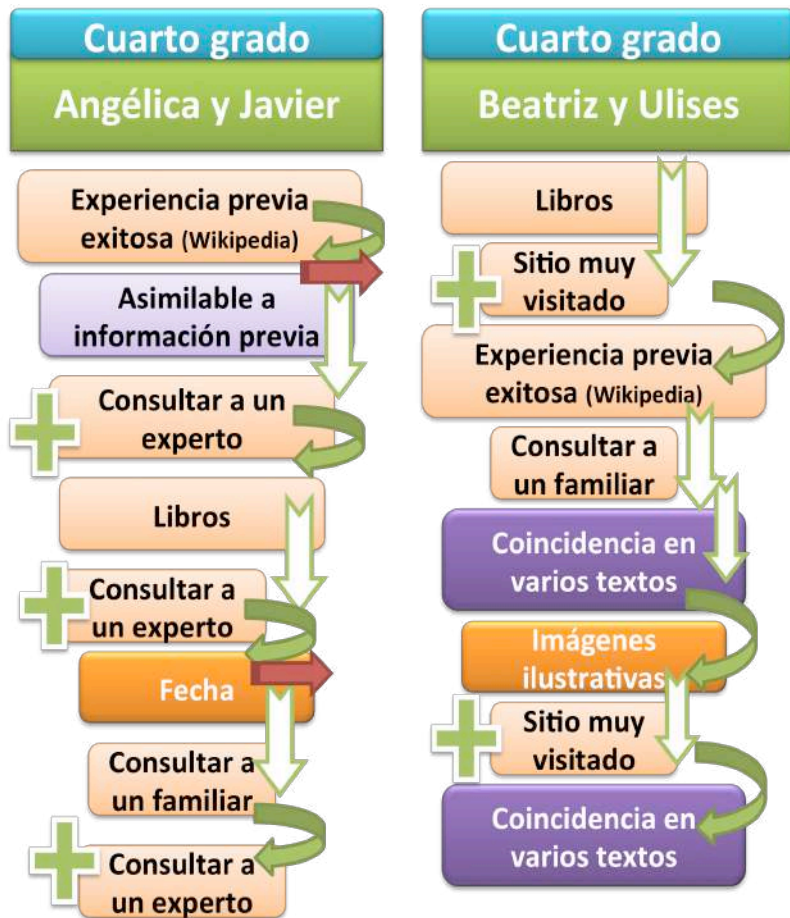 Cuarto grado
Angélica y Javier
Experiencia previa
exitosa (Wikipedia)
Asimilable a
información previa
Consultar a un
experto
Libros
Consultar a
un experto
Fecha
Consultar a
un familiar
Consultar a
un experto
Cuarto grado
Beatriz y Ulises
Libros
Sitio muy
visitado
Experiencia previa
exitosa (Wikipedia)
Consultar a
un familiar
Coincidencia en
varios textos
Imágenes
ilustrativas
Sitio muy
visitado
Coincidencia en
varios textos